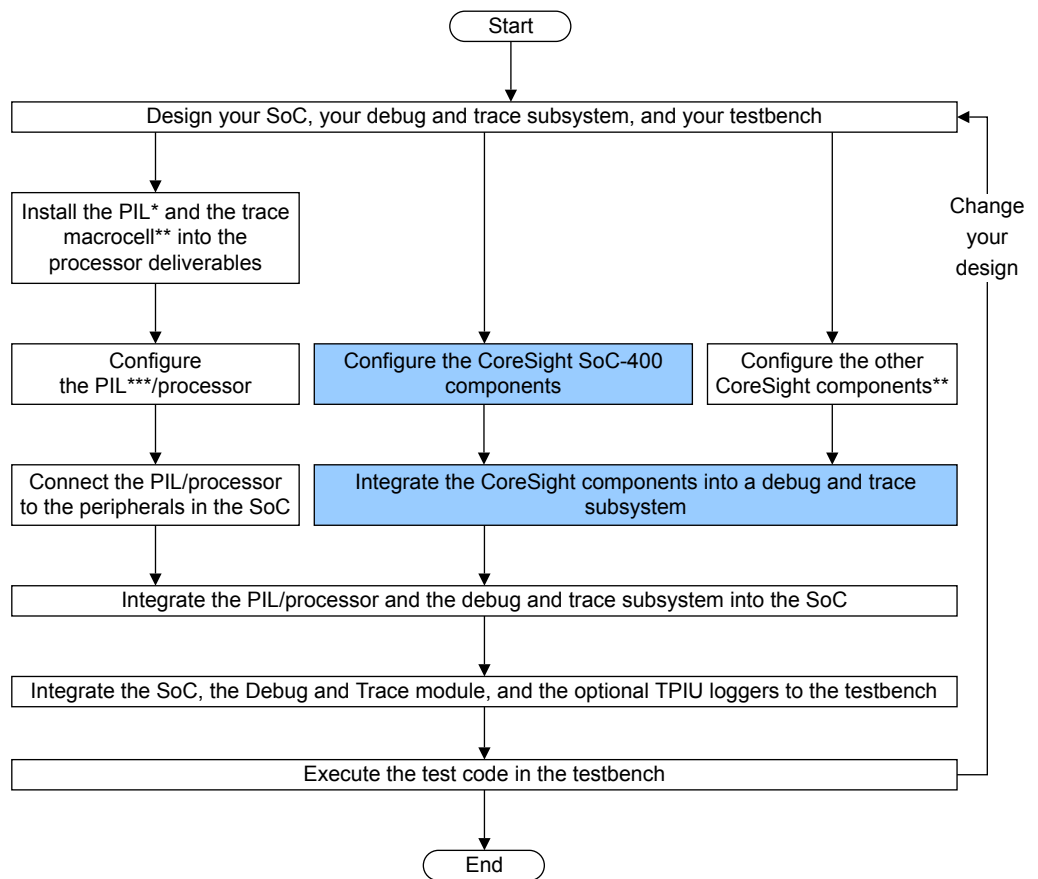 Start
Design your SoC, your debug and trace subsystem, and your testbench
Install the PIL* and the trace
macrocell** into the
processor deliverables
Change
your
design
Configure
the PIL***/processor
Configure the CoreSight SoC-400
components
Configure the other
CoreSight components**
Connect the PIL/processor
to the peripherals in the SoC
Integrate the CoreSight components into a debug and trace
subsystem
Integrate the PIL/processor and the debug and trace subsystem into the SoC
Integrate the SoC, the Debug and Trace module, and the optional TPIU loggers to the testbench
Execute the test code in the testbench
End